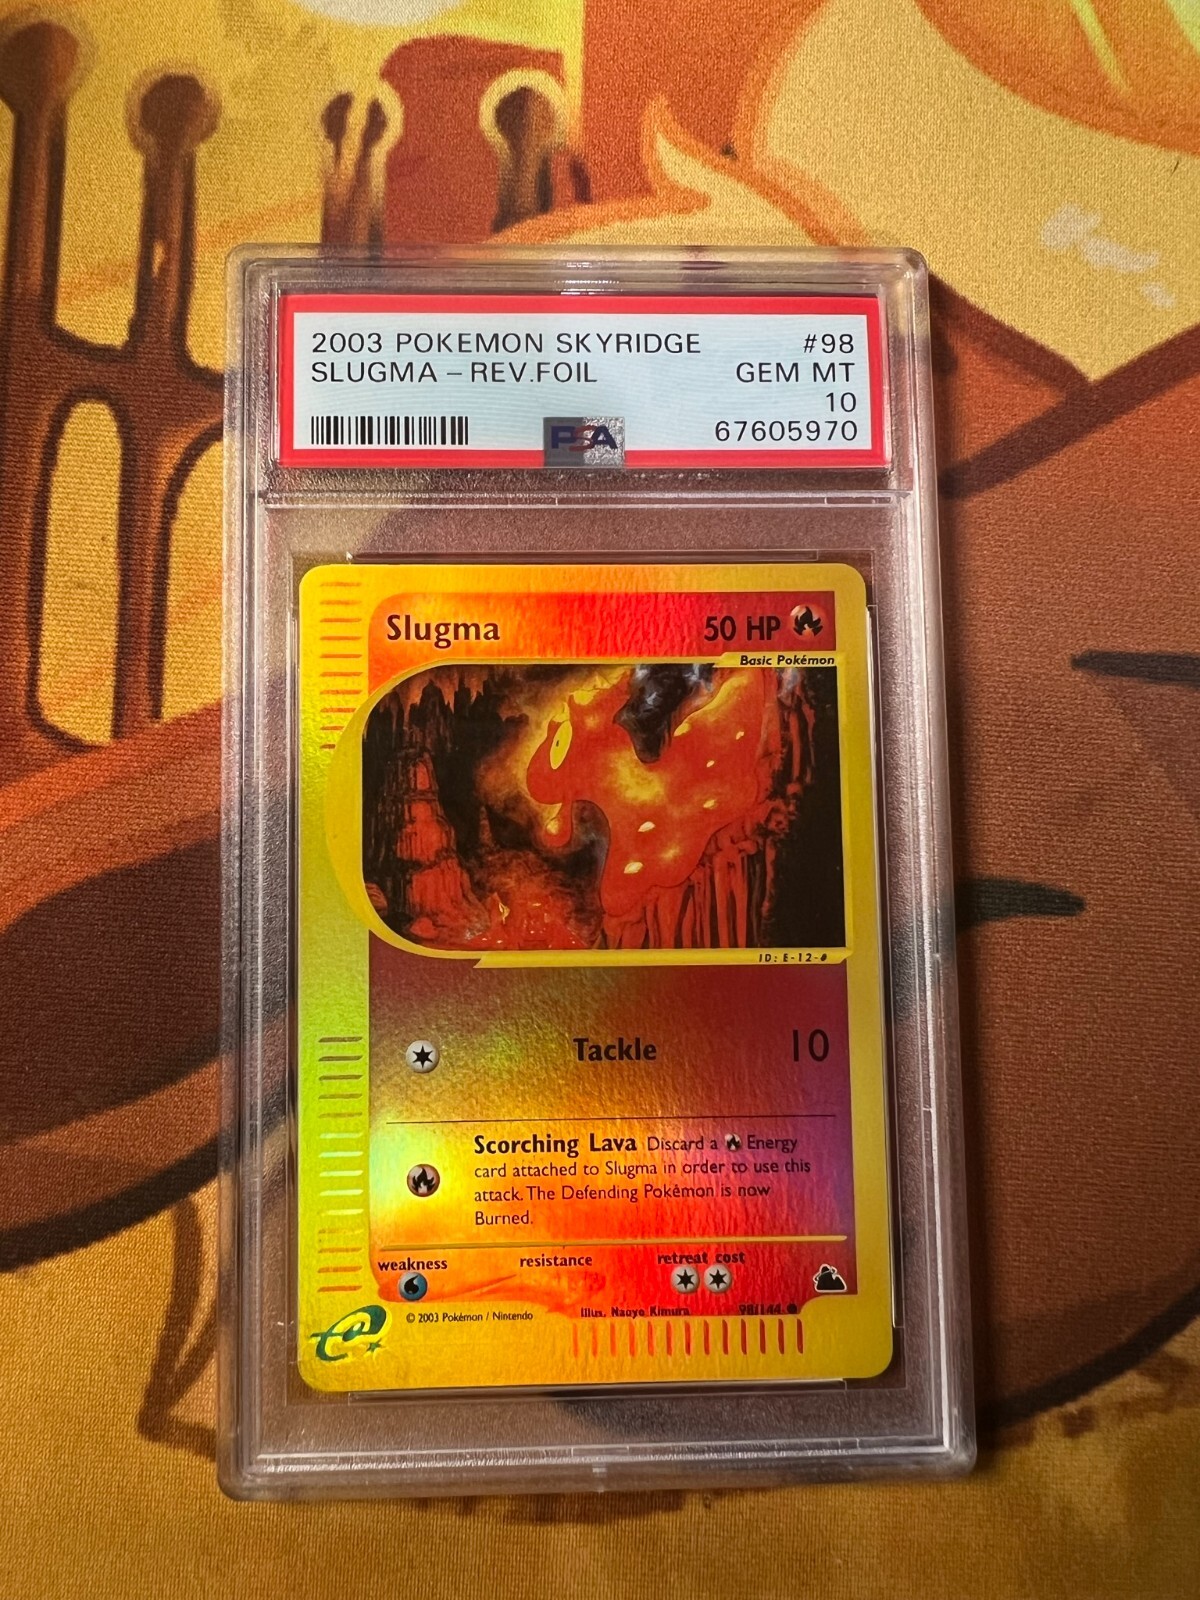 2003 POKEMON SKYRIDGE #98
SLUGMA – REV.FOIL GEM MT
10
PSA 67605970
Slugma 50 HP
Basic Pokémon
ID: E-12-#
Tackle 10
Scorching Lava Discard a Energy
card attached to Slugma in order to use this
attack. The Defending Pokémon is now
Burned.
weakness resistance retreat cost
© 2003 Pokémon / Nintendo Illus. Naoyo Kimura 98/144
e